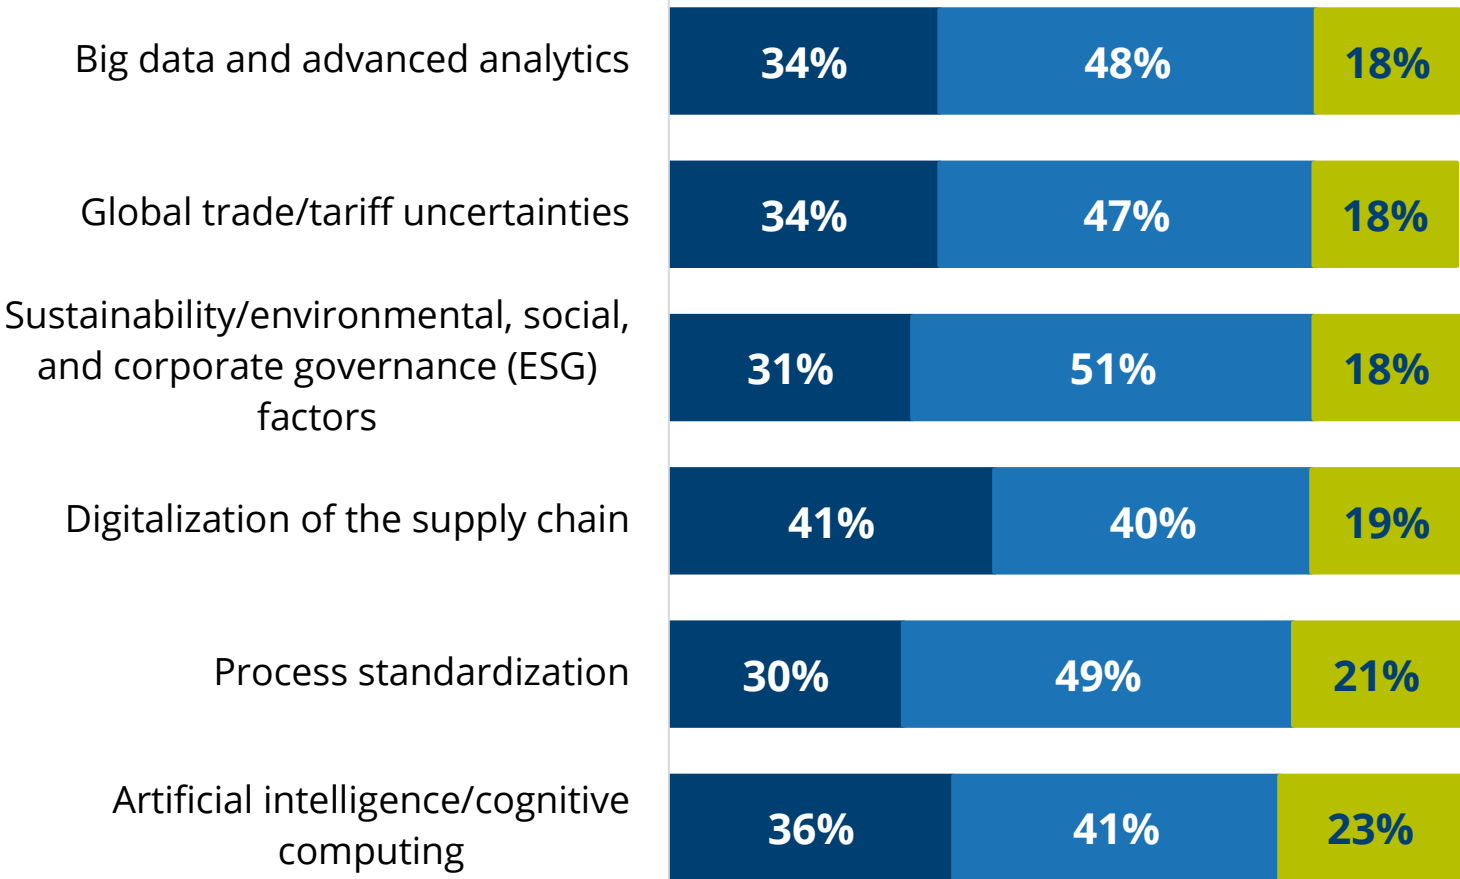 Big data and advanced analytics
34% 48% 18%
Global trade/tariff uncertainties
34% 47% 18%
Sustainability/environmental, social,
and corporate governance (ESG)
factors
31% 51% 18%
Digitalization of the supply chain
41% 40% 19%
Process standardization
30% 49% 21%
Artificial intelligence/cognitive
computing
36% 41% 23%